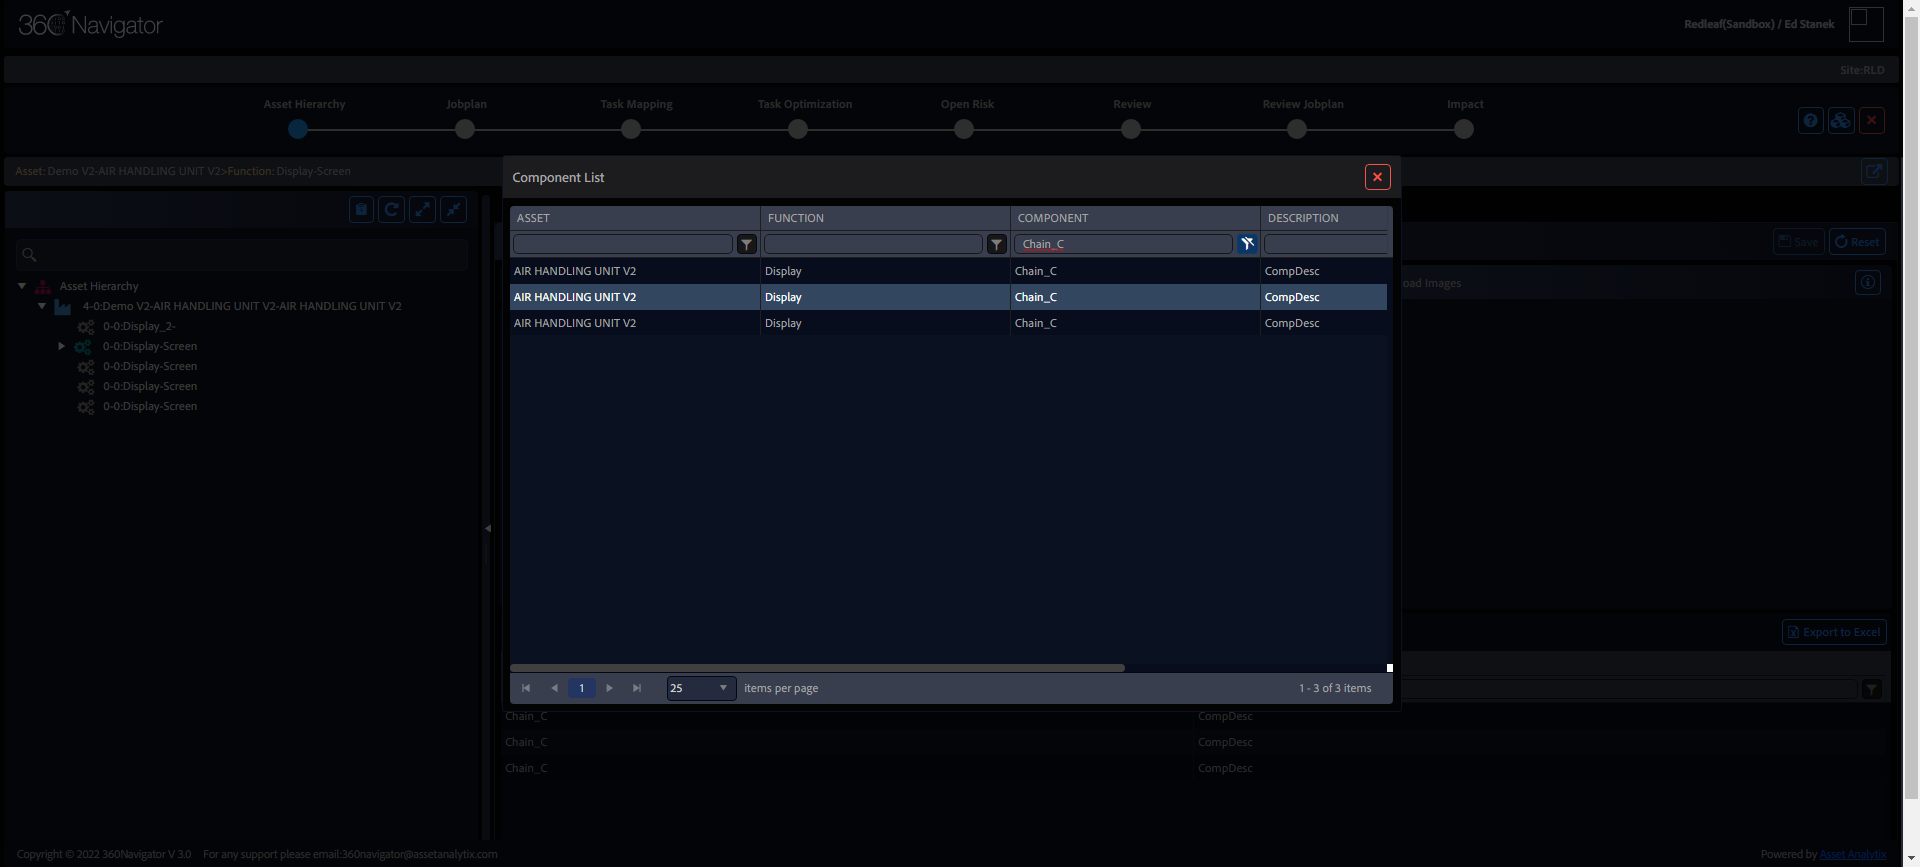 360 Navigator
Redleaf(Sandbox) / Ed Stanek
Site:RLD
Asset Hierarchy
Jobplan
Task Mapping
Task Optimization
Open Risk
Review
Review Jobplan
Impact
Asset: Demo V2-AIR HANDLING UNIT V2>Function: Display-Screen
Component List
ASSET FUNCTION COMPONENT DESCRIPTION
Chain_C
AIR HANDLING UNIT V2 Display Chain_C CompDesc
AIR HANDLING UNIT V2 Display Chain_C CompDesc
AIR HANDLING UNIT V2 Display Chain_C CompDesc
1
25
items per page
1 - 3 of 3 items
Save
Reset
Asset Hierarchy
4-0:Demo V2-AIR HANDLING UNIT V2-AIR HANDLING UNIT V2
0-0:Display_2-
0-0:Display-Screen
0-0:Display-Screen
0-0:Display-Screen
0-0:Display-Screen
oad Images
Export to Excel
Chain_C CompDesc
Chain_C CompDesc
Chain_C CompDesc
Copyright © 2022 360Navigator V 3.0 For any support please email:360navigator@assetanalytix.com
Powered by Asset Analytix